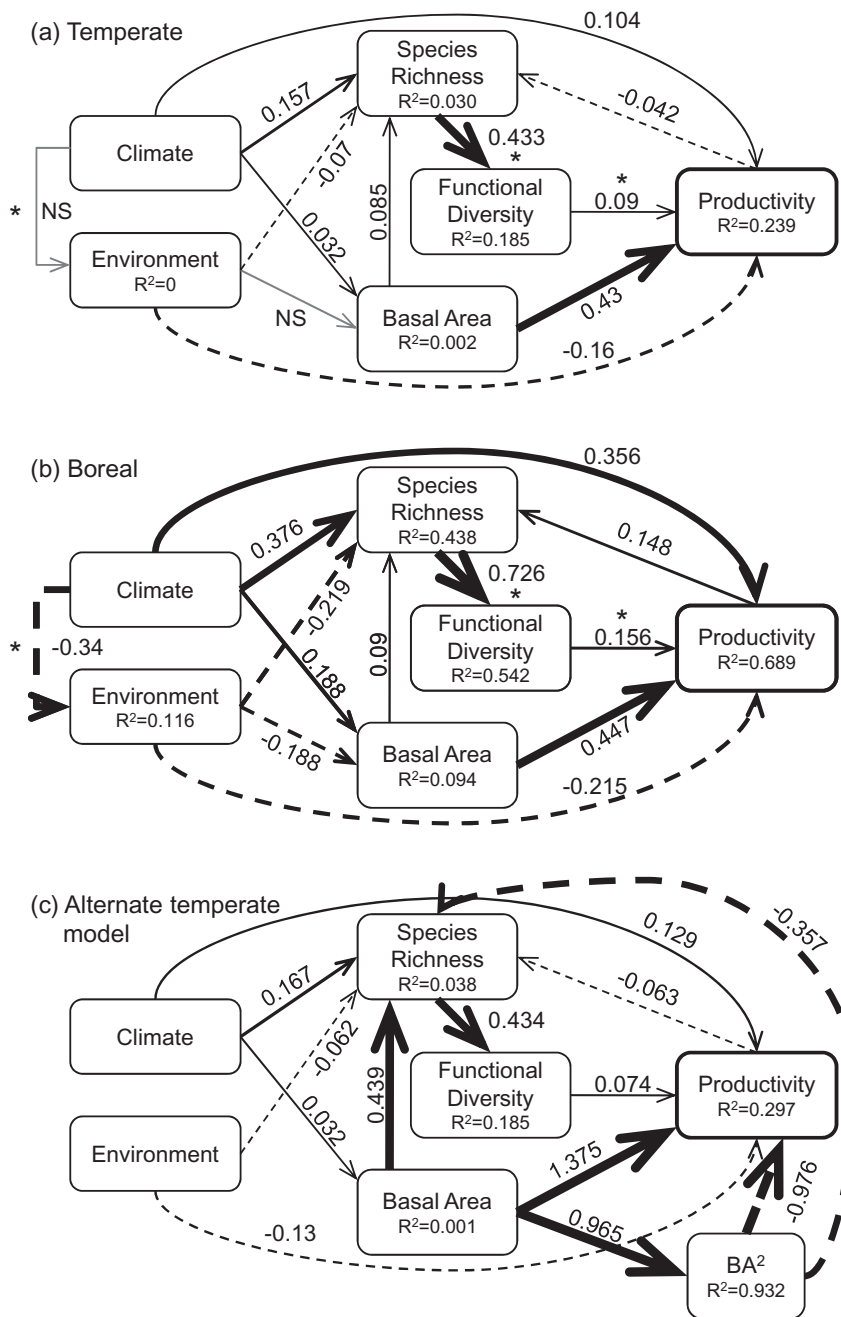 (a) Temperate
0.104
Species
Richness
R²=0.030
0.157
-0.042
Climate
0.433
*
-0.07
*
NS
Functional
Diversity
R²=0.185
*
0.09
Productivity
R²=0.239
0.085
0.032
Environment
R²=0
NS
Basal Area
R²=0.002
0.43
-0.16
(b) Boreal
0.356
Species
Richness
R²=0.438
0.376
0.148
Climate
0.726
*
-0.219
*
-0.34
Functional
Diversity
R²=0.542
*
0.156
Productivity
R²=0.689
0.09
0.188
Environment
R²=0.116
-0.188
Basal Area
R²=0.094
0.447
-0.215
(c) Alternate temperate
model
-0.357
0.129
Species
Richness
R²=0.038
0.167
-0.063
Climate
0.434
-0.062
Functional
Diversity
R²=0.185
0.074
Productivity
R²=0.297
0.439
0.032
Environment
Basal Area
R²=0.001
1.375
0.965
-0.976
-0.13
BA²
R²=0.932